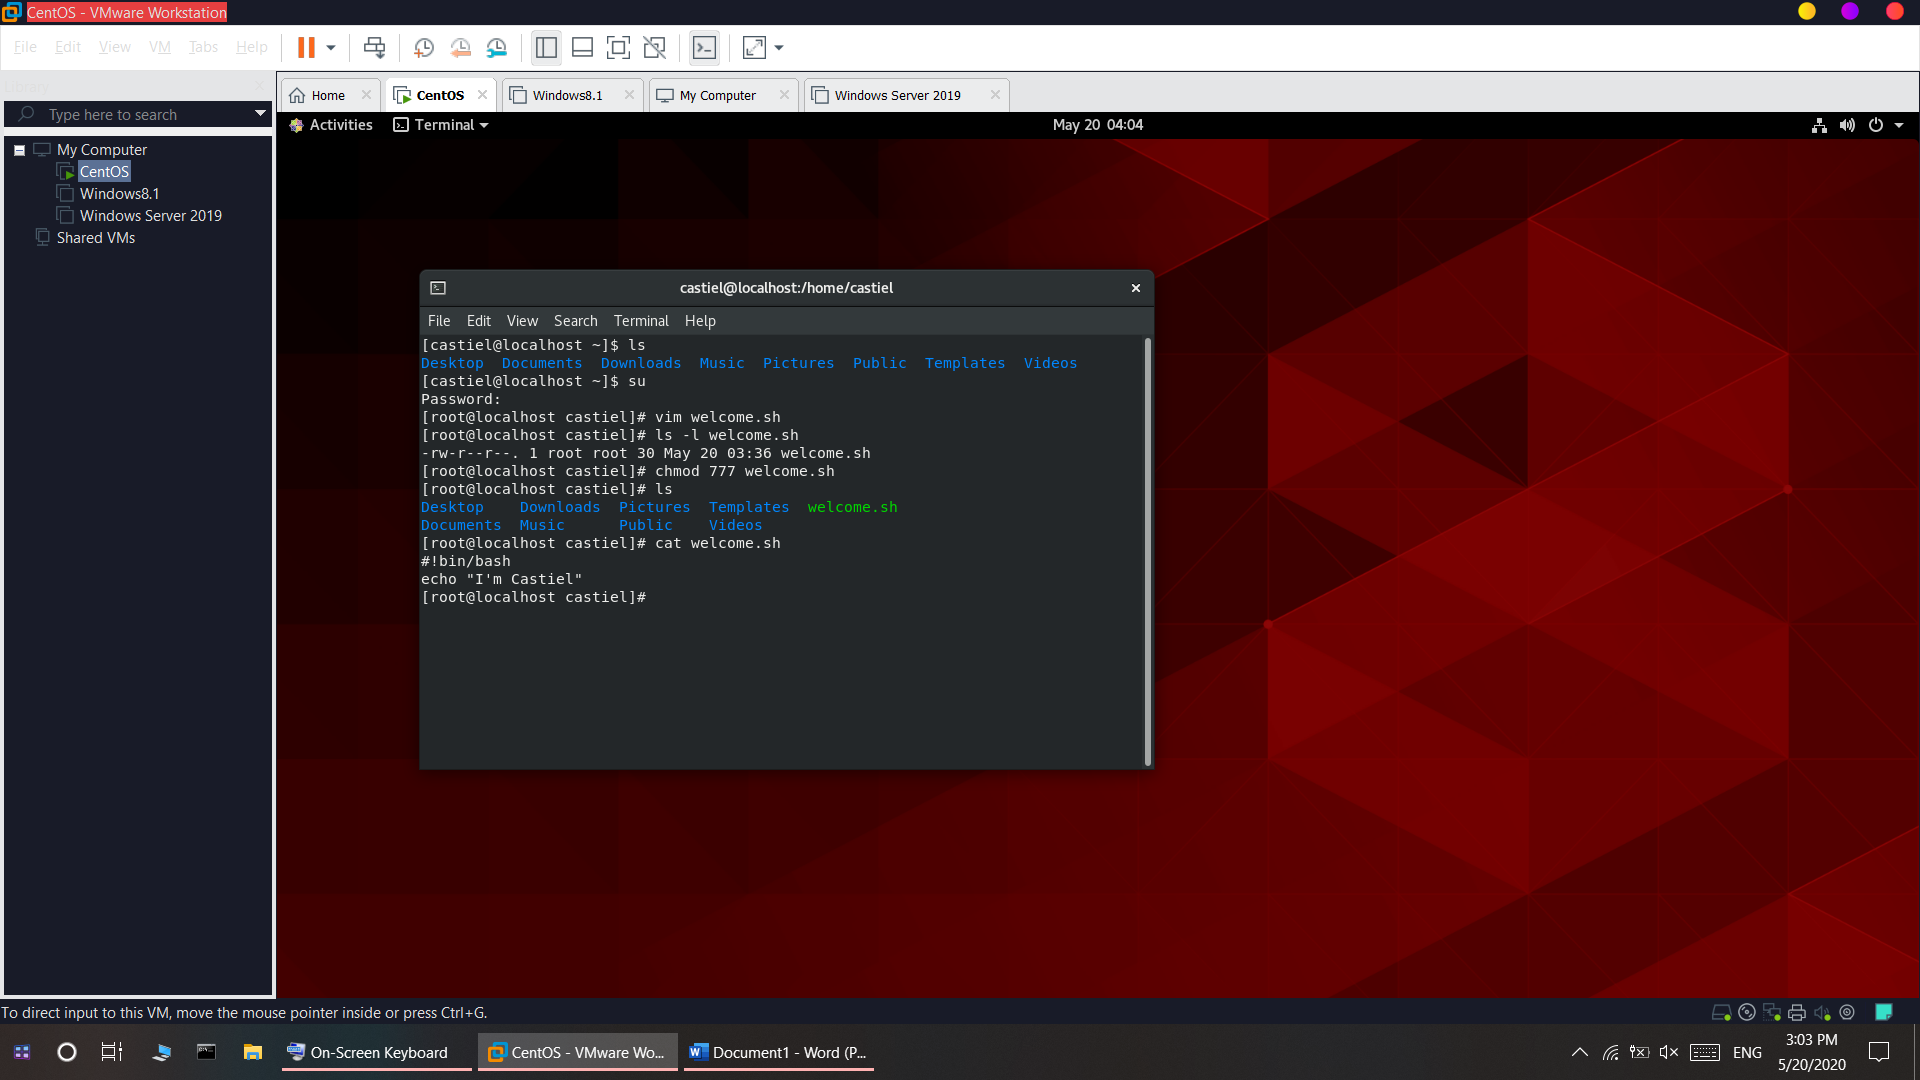 CentOS - VMware Workstation
File Edit View VM Tabs Help
Library
Type here to search
My Computer
CentOS
Windows8.1
Windows Server 2019
Shared VMs
Home CentOS Windows8.1 My Computer Windows Server 2019
Activities Terminal May 20 04:04
castiel@localhost:/home/castiel
File Edit View Search Terminal Help
[castiel@localhost ~]$ ls
Desktop Documents Downloads Music Pictures Public Templates Videos
[castiel@localhost ~]$ su
Password:
[root@localhost castiel]# vim welcome.sh
[root@localhost castiel]# ls -l welcome.sh
-rw-r--r--. 1 root root 30 May 20 03:36 welcome.sh
[root@localhost castiel]# chmod 777 welcome.sh
[root@localhost castiel]# ls
Desktop Downloads Pictures Templates welcome.sh
Documents Music Public Videos
[root@localhost castiel]# cat welcome.sh
#!bin/bash
echo "I'm Castiel"
[root@localhost castiel]#
To direct input to this VM, move the mouse pointer inside or press Ctrl+G.
On-Screen Keyboard CentOS - VMware Wo... Document1 - Word (P... ENG 3:03 PM
5/20/2020